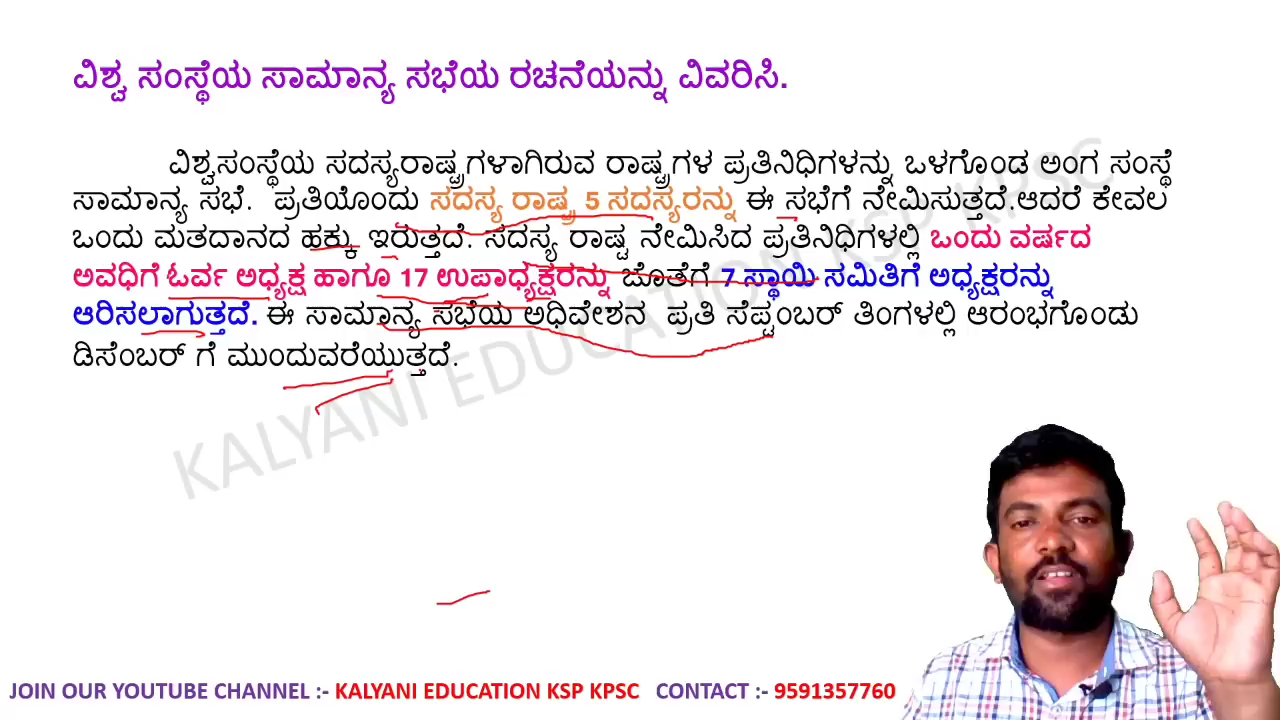 ವಿಶ್ವ ಸಂಸ್ಥೆಯ ಸಾಮಾನ್ಯ ಸಭೆಯ ರಚನೆಯನ್ನು ವಿವರಿಸಿ.
ವಿಶ್ವಸಂಸ್ಥೆಯ ಸದಸ್ಯರಾಷ್ಟ್ರಗಳಾಗಿರುವ ರಾಷ್ಟ್ರಗಳ ಪ್ರತಿನಿಧಿಗಳನ್ನು ಒಳಗೊಂಡ ಅಂಗ ಸಂಸ್ಥೆ
ಸಾಮಾನ್ಯ ಸಭೆ. ಪ್ರತಿಯೊಂದು ಸದಸ್ಯ ರಾಷ್ಟ್ರ 5 ಸದಸ್ಯರನ್ನು ಈ ಸಭೆಗೆ ನೇಮಿಸುತ್ತದೆ.ಆದರೆ ಕೇವಲ
ಒಂದು ಮತದಾನದ ಹಕ್ಕು ಇರುತ್ತದೆ. ಸದಸ್ಯ ರಾಷ್ಟ್ರ ನೇಮಿಸಿದ ಪ್ರತಿನಿಧಿಗಳಲ್ಲಿ ಒಂದು ವರ್ಷದ
ಅವಧಿಗೆ ಓರ್ವ ಅಧ್ಯಕ್ಷ ಹಾಗೂ 17 ಉಪಾಧ್ಯಕ್ಷರನ್ನು ಜೊತೆಗೆ 7 ಸ್ಥಾಯಿ ಸಮಿತಿಗೆ ಅಧ್ಯಕ್ಷರನ್ನು
ಆರಿಸಲಾಗುತ್ತದೆ. ಈ ಸಾಮಾನ್ಯ ಸಭೆಯ ಅಧಿವೇಶನ ಪ್ರತಿ ಸೆಪ್ಟಂಬರ್ ತಿಂಗಳಲ್ಲಿ ಆರಂಭಗೊಂಡು
ಡಿಸೆಂಬರ್ ಗೆ ಮುಂದುವರೆಯುತ್ತದೆ.
KALYANI EDUCATION KSP KPSC
JOIN OUR YOUTUBE CHANNEL :- KALYANI EDUCATION KSP KPSC CONTACT :- 9591357760